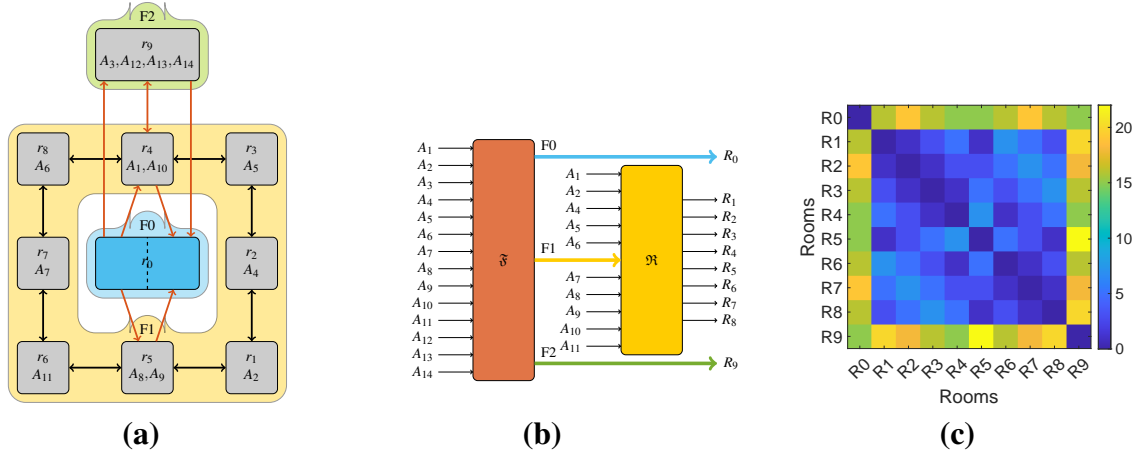 F2
r₉
A₃, A₁₂, A₁₃, A₁₄
r₈
A₆
r₄
A₁, A₁₀
r₃
A₅
F0
r₀
r₇
A₇
r₂
A₄
F1
r₆
A₁₁
r₅
A₈, A₉
r₁
A₂
(a)
A₁
A₂
A₃
A₄
A₅
A₆
A₇
A₈
A₉
A₁₀
A₁₁
A₁₂
A₁₃
A₁₄
𝔉
F0
F1
F2
A₁
A₂
A₄
A₅
A₆
A₇
A₈
A₉
A₁₀
A₁₁
ℜ
R₀
R₁
R₂
R₃
R₄
R₅
R₆
R₇
R₈
R₉
(b)
Rooms
R0
R1
R2
R3
R4
R5
R6
R7
R8
R9
R0 R1 R2 R3 R4 R5 R6 R7 R8 R9
Rooms
20
15
10
5
0
(c)